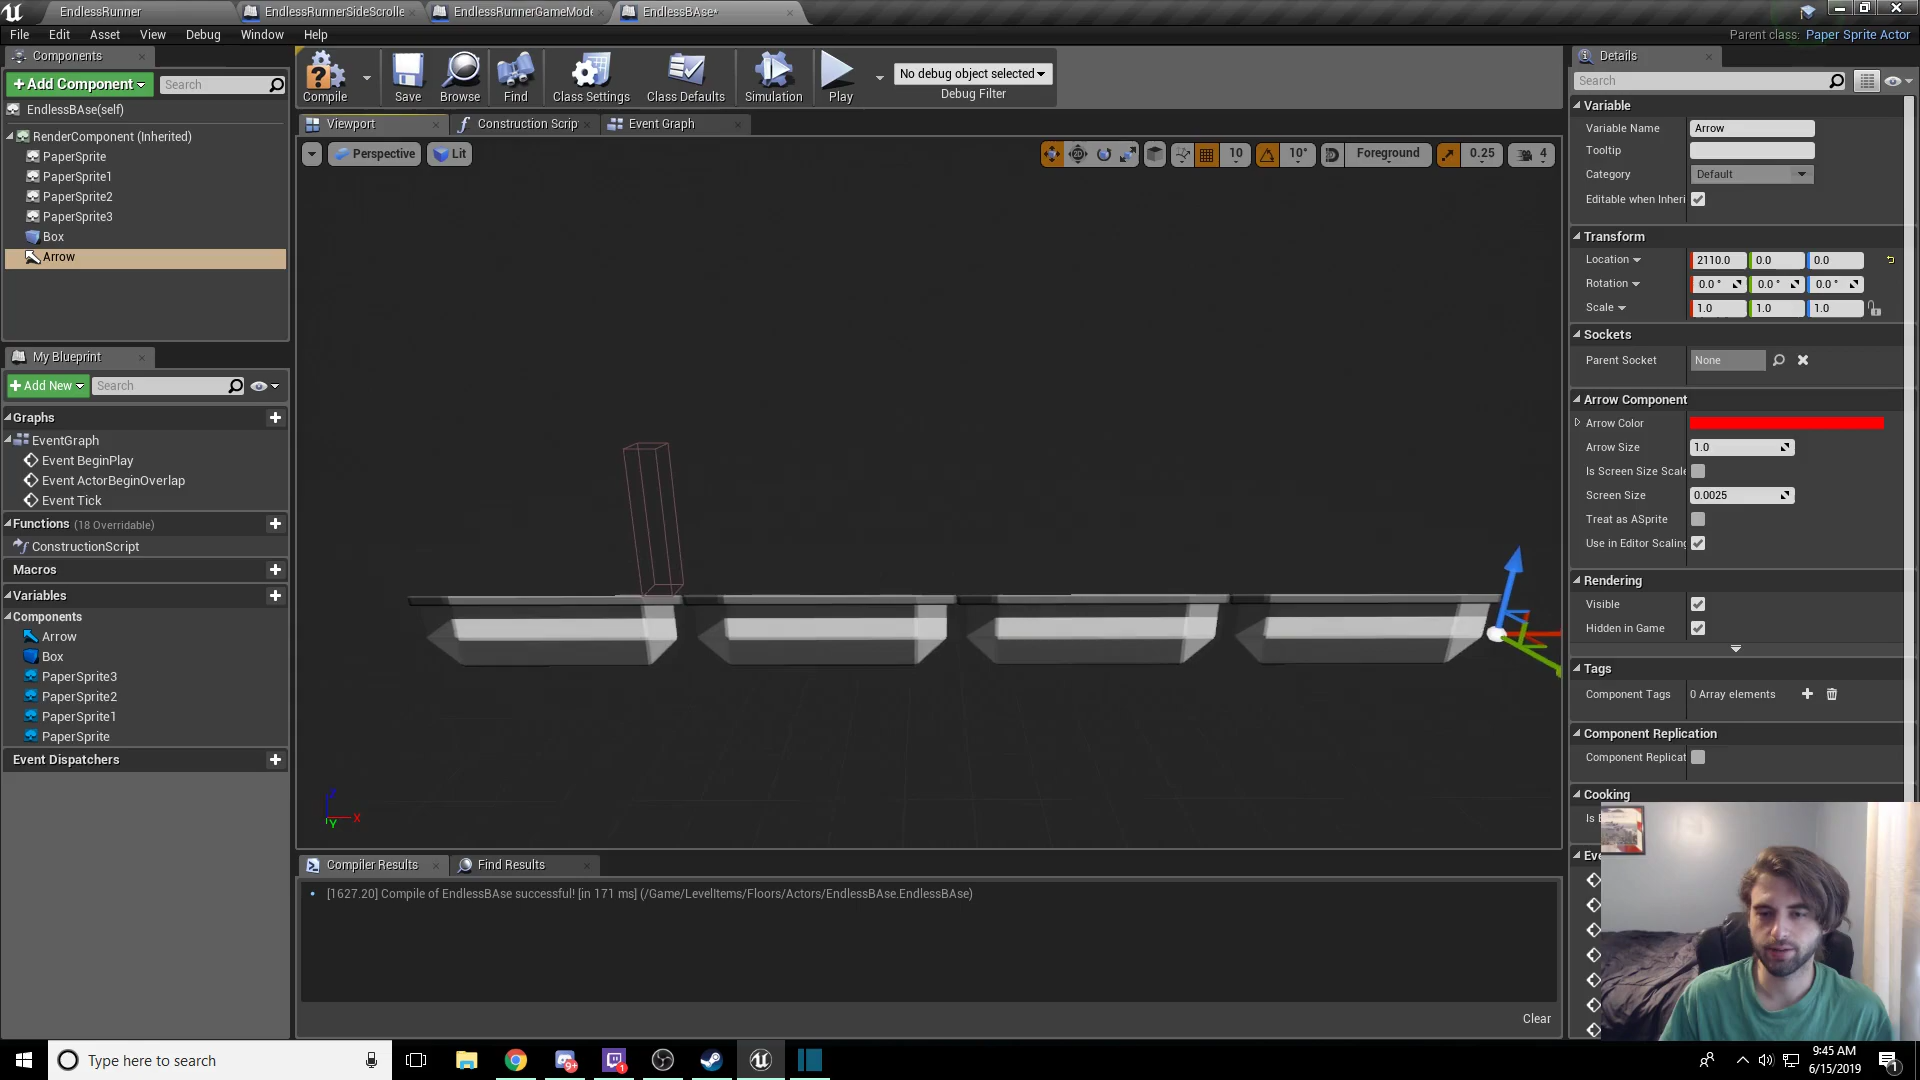 EndlessRunner
EndlessRunnerSideScrolle
EndlessRunnerGameMode
EndlessBAse*
File Edit Asset View Debug Window Help
Parent class: Paper Sprite Actor
Components
+ Add Component
Search
EndlessBAse(self)
RenderComponent (Inherited)
PaperSprite
PaperSprite1
PaperSprite2
PaperSprite3
Box
Arrow
My Blueprint
+ Add New
Search
Graphs
EventGraph
Event BeginPlay
Event ActorBeginOverlap
Event Tick
Functions (18 Overridable)
ConstructionScript
Macros
Variables
Components
Arrow
Box
PaperSprite3
PaperSprite2
PaperSprite1
PaperSprite
Event Dispatchers
Compile
Save
Browse
Find
Class Settings
Class Defaults
Simulation
Play
No debug object selected
Debug Filter
Viewport
Construction Scrip
Event Graph
Perspective
Lit
10
10°
Foreground
0.25
4
Z
X
Y
Compiler Results
Find Results
[1627.20] Compile of EndlessBAse successful! [in 171 ms] (/Game/LevelItems/Floors/Actors/EndlessBAse.EndlessBAse)
Clear
Details
Search
Variable
Variable Name Arrow
Tooltip
Category Default
Editable when Inheri
Transform
Location 2110.0 0.0 0.0
Rotation 0.0 ° 0.0 ° 0.0 °
Scale 1.0 1.0 1.0
Sockets
Parent Socket None
Arrow Component
Arrow Color
Arrow Size 1.0
Is Screen Size Scale
Screen Size 0.0025
Treat as ASprite
Use in Editor Scaling
Rendering
Visible
Hidden in Game
Tags
Component Tags 0 Array elements
Component Replication
Component Replicat
Cooking
Is E
Eve
Type here to search
9+
1
9:45 AM
6/15/2019
1